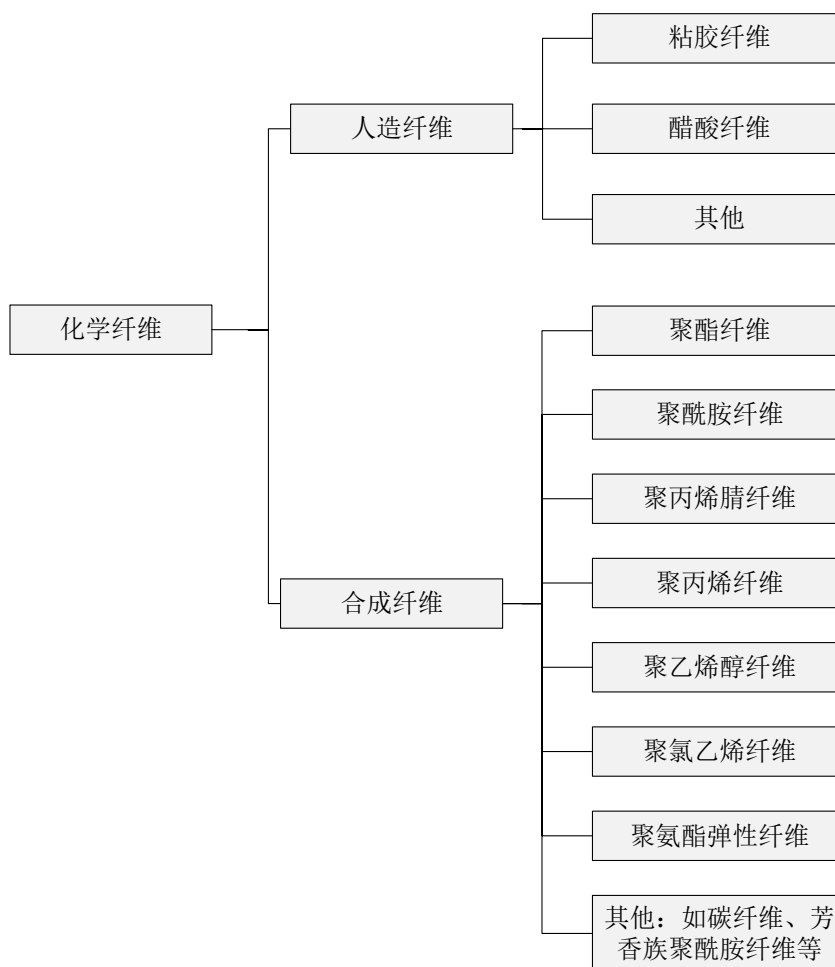 粘胶纤维
人造纤维
醋酸纤维
其他
化学纤维
聚酯纤维
聚酰胺纤维
聚丙烯腈纤维
聚丙烯纤维
合成纤维
聚乙烯醇纤维
聚氯乙烯纤维
聚氨酯弹性纤维
其他：如碳纤维、芳
香族聚酰胺纤维等